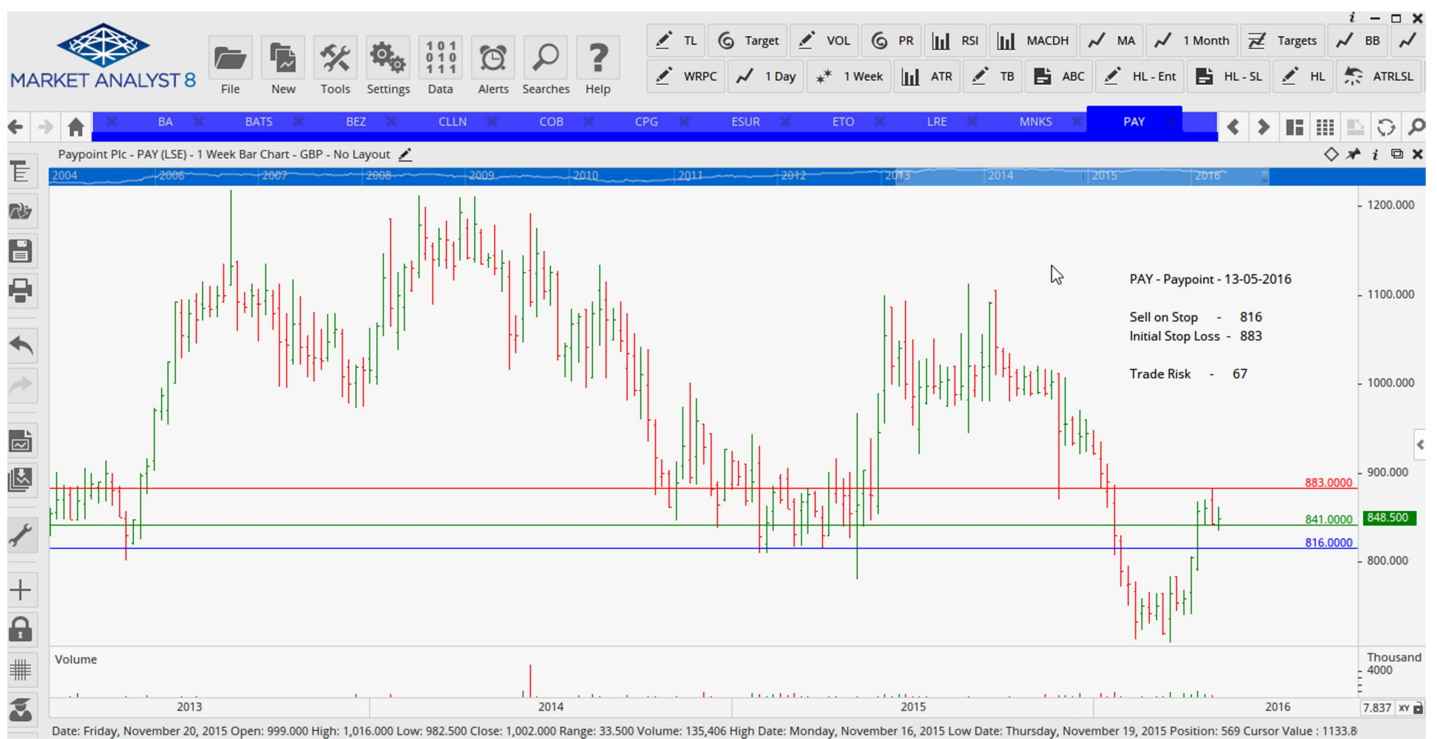 MARKET ANALYST 8
File New Tools Settings Data Alerts Searches Help
TL Target VOL PR RSI MACDH MA 1 Month Targets BB
WRPC 1 Day 1 Week ATR TB ABC HL - Ent HL - SL HL ATRLSL
BA BATS BEZ CLLN COB CPG ESUR ETO LRE MNKS PAY
Paypoint Plc - PAY (LSE) - 1 Week Bar Chart - GBP - No Layout
2004 2006 2007 2008 2009 2010 2011 2012 2013 2014 2015 2016
1200.000
PAY - Paypoint - 13-05-2016
1100.000
Sell on Stop - 816
Initial Stop Loss - 883
Trade Risk - 67
1000.000
900.000
883.0000
841.0000 848.500
816.0000
800.000
Volume
Thousand
4000
2013 2014 2015 2016 7.837 XY
Date: Friday, November 20, 2015 Open: 999.000 High: 1,016.000 Low: 982.500 Close: 1,002.000 Range: 33.500 Volume: 135,406 High Date: Monday, November 16, 2015 Low Date: Thursday, November 19, 2015 Position: 569 Cursor Value : 1133.8